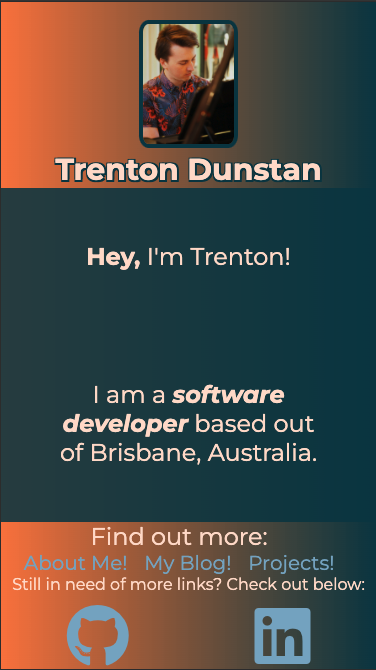 Trenton Dunstan
Hey, I'm Trenton!
I am a software
developer based out
of Brisbane, Australia.
Find out more:
About Me! My Blog! Projects!
Still in need of more links? Check out below:
in